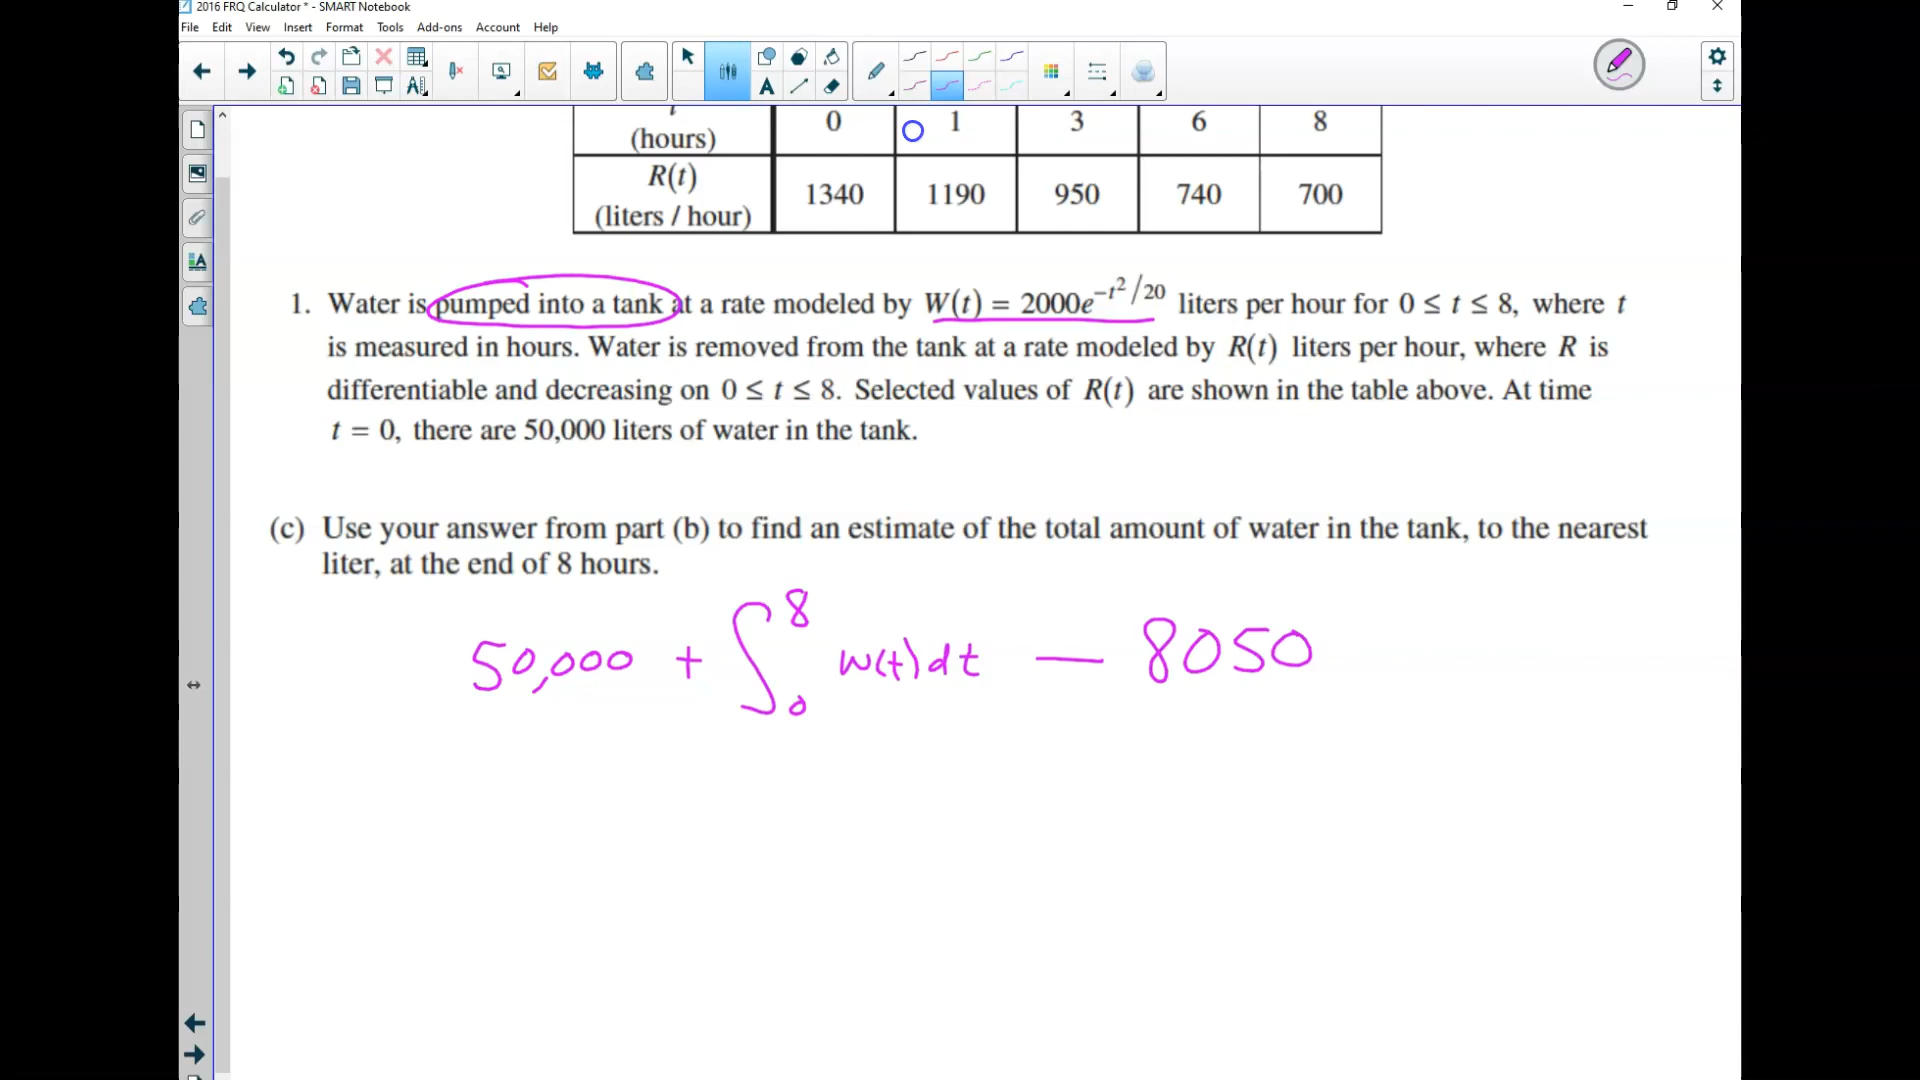 2016 FRQ Calculator * - SMART Notebook
File Edit View Insert Format Tools Add-ons Account Help
(hours) 0 1 3 6 8
R(t)
(liters / hour) 1340 1190 950 740 700
1. Water is pumped into a tank at a rate modeled by W(t) = 2000e^{-t^2/20} liters per hour for 0 ≤ t ≤ 8, where t
is measured in hours. Water is removed from the tank at a rate modeled by R(t) liters per hour, where R is
differentiable and decreasing on 0 ≤ t ≤ 8. Selected values of R(t) are shown in the table above. At time
t = 0, there are 50,000 liters of water in the tank.
(c) Use your answer from part (b) to find an estimate of the total amount of water in the tank, to the nearest
liter, at the end of 8 hours.
50,000 + ∫_0^8 w(t)dt — 8050